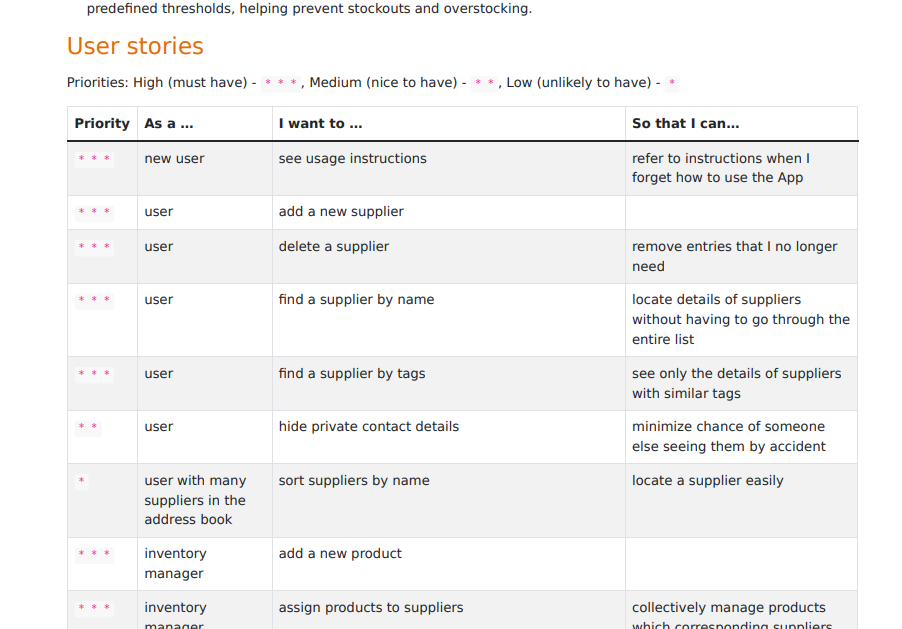 predefined thresholds, helping prevent stockouts and overstocking.
User stories
Priorities: High (must have) - * * *, Medium (nice to have) - * *, Low (unlikely to have) - *
Priority As a … I want to … So that I can…
* * * new user see usage instructions refer to instructions when I
forget how to use the App
* * * user add a new supplier
* * * user delete a supplier remove entries that I no longer
need
* * * user find a supplier by name locate details of suppliers
without having to go through the
entire list
* * * user find a supplier by tags see only the details of suppliers
with similar tags
* * user hide private contact details minimize chance of someone
else seeing them by accident
* user with many sort suppliers by name locate a supplier easily
suppliers in the
address book
* * * inventory add a new product
manager
* * * inventory assign products to suppliers collectively manage products
manager which corresponding suppliers